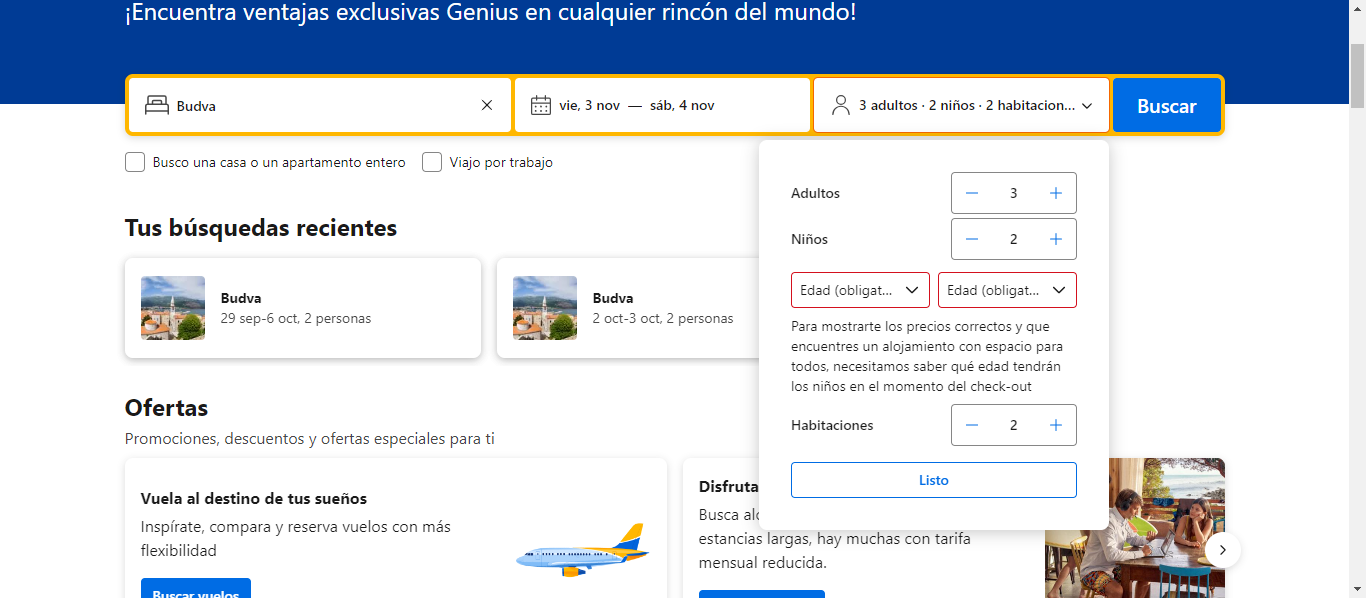 ¡Encuentra ventajas exclusivas Genius en cualquier rincón del mundo!
Budva
vie, 3 nov — sáb, 4 nov
3 adultos · 2 niños · 2 habitacion...
Buscar
Busco una casa o un apartamento entero
Viajo por trabajo
Adultos
3
Niños
2
Edad (obligat...
Edad (obligat...
Para mostrarte los precios correctos y que
encuentres un alojamiento con espacio para
todos, necesitamos saber qué edad tendrán
los niños en el momento del check-out
Habitaciones
2
Listo
Tus búsquedas recientes
Budva
29 sep-6 oct, 2 personas
Budva
2 oct-3 oct, 2 personas
Ofertas
Promociones, descuentos y ofertas especiales para ti
Vuela al destino de tus sueños
Inspírate, compara y reserva vuelos con más
flexibilidad
Buscar vuelos
Disfruta
Busca
estancias largas, hay muchas con tarifa
mensual reducida.